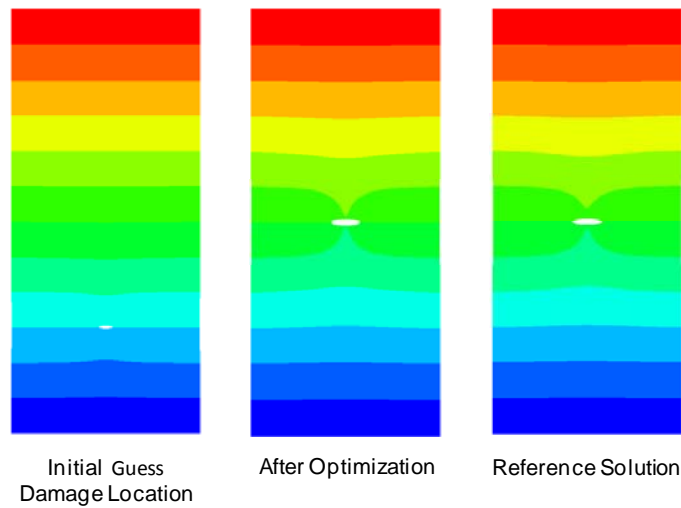 Initial Guess
Damage Location
After Optimization
Reference Solution